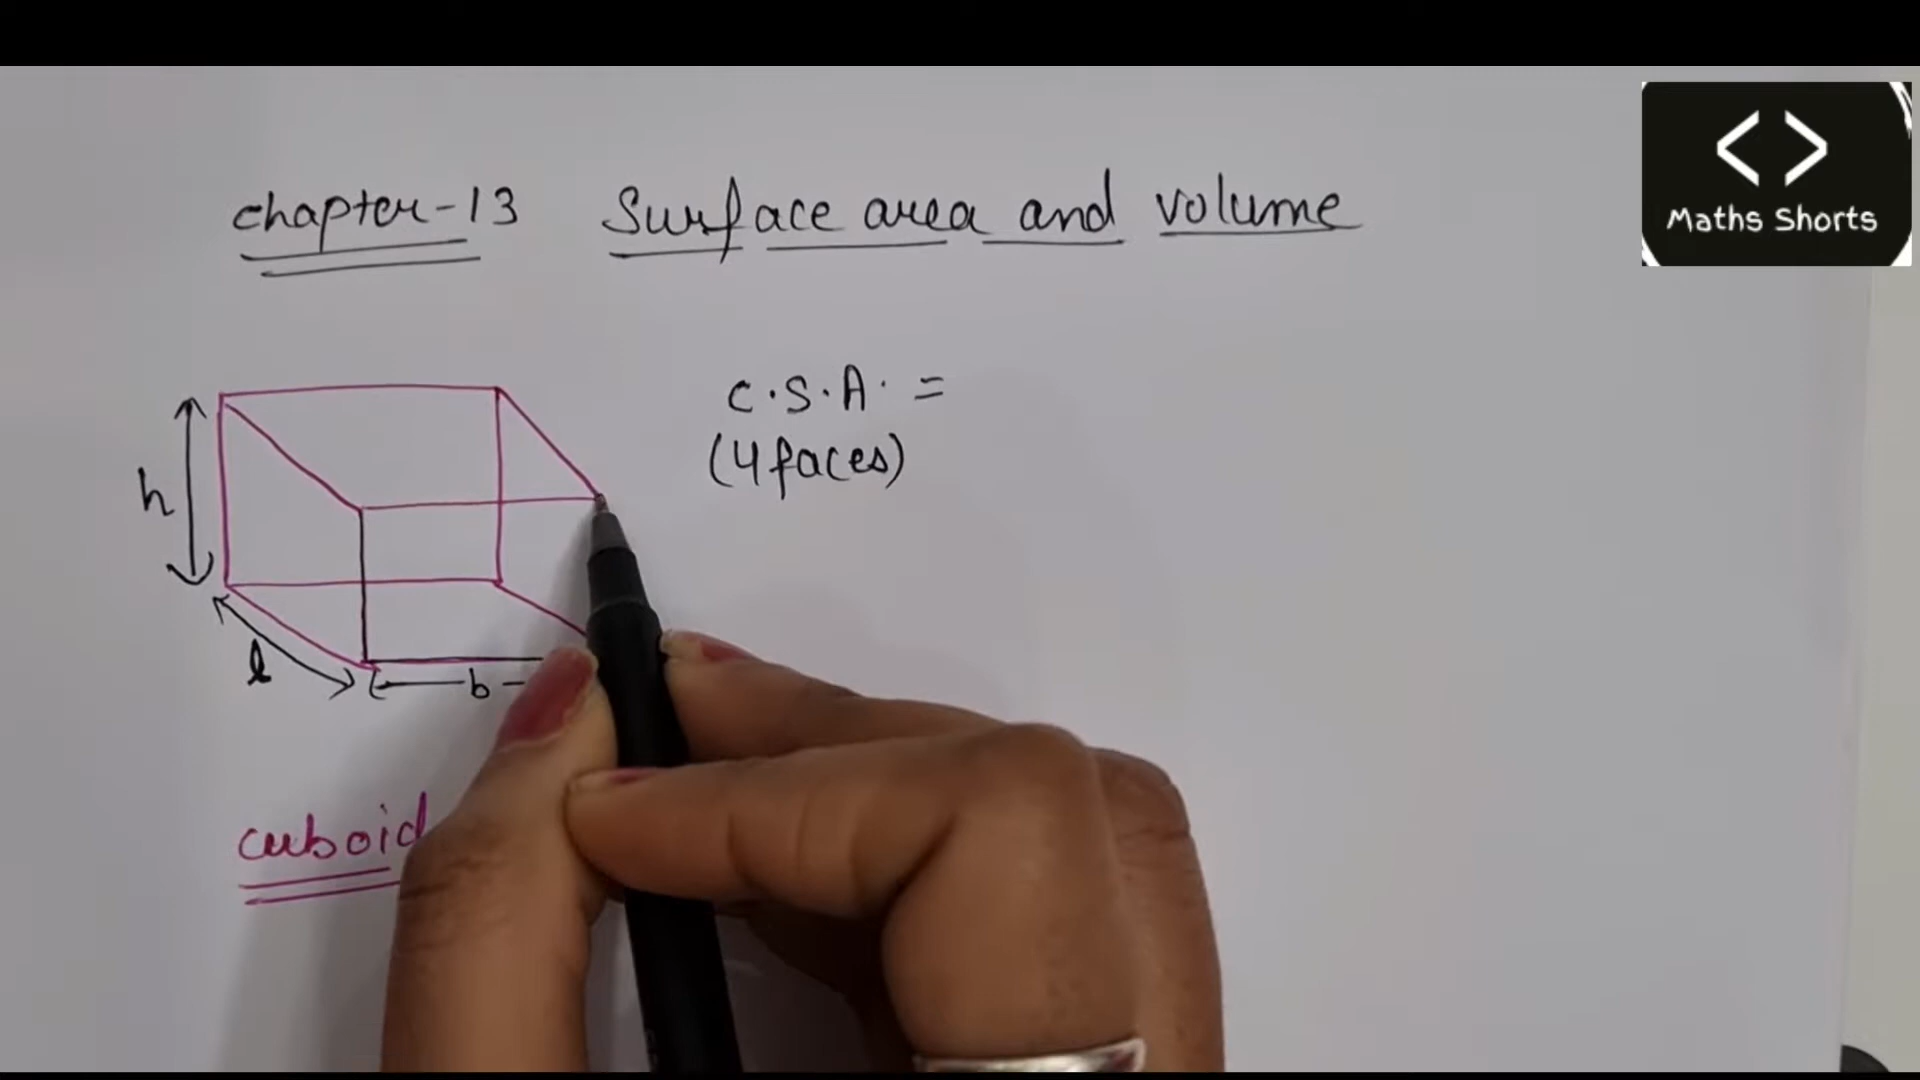 chapter-13 Surface area and volume
<> 
Maths Shorts
C.S.A. =
(4 faces)
h
l
b
cuboid